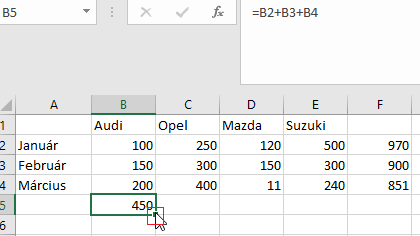 B5 fx =B2+B3+B4
A B C D E F
1 Audi Opel Mazda Suzuki
2 Január 100 250 120 500 970
3 Február 150 300 150 300 900
4 Március 200 400 11 240 851
5 450